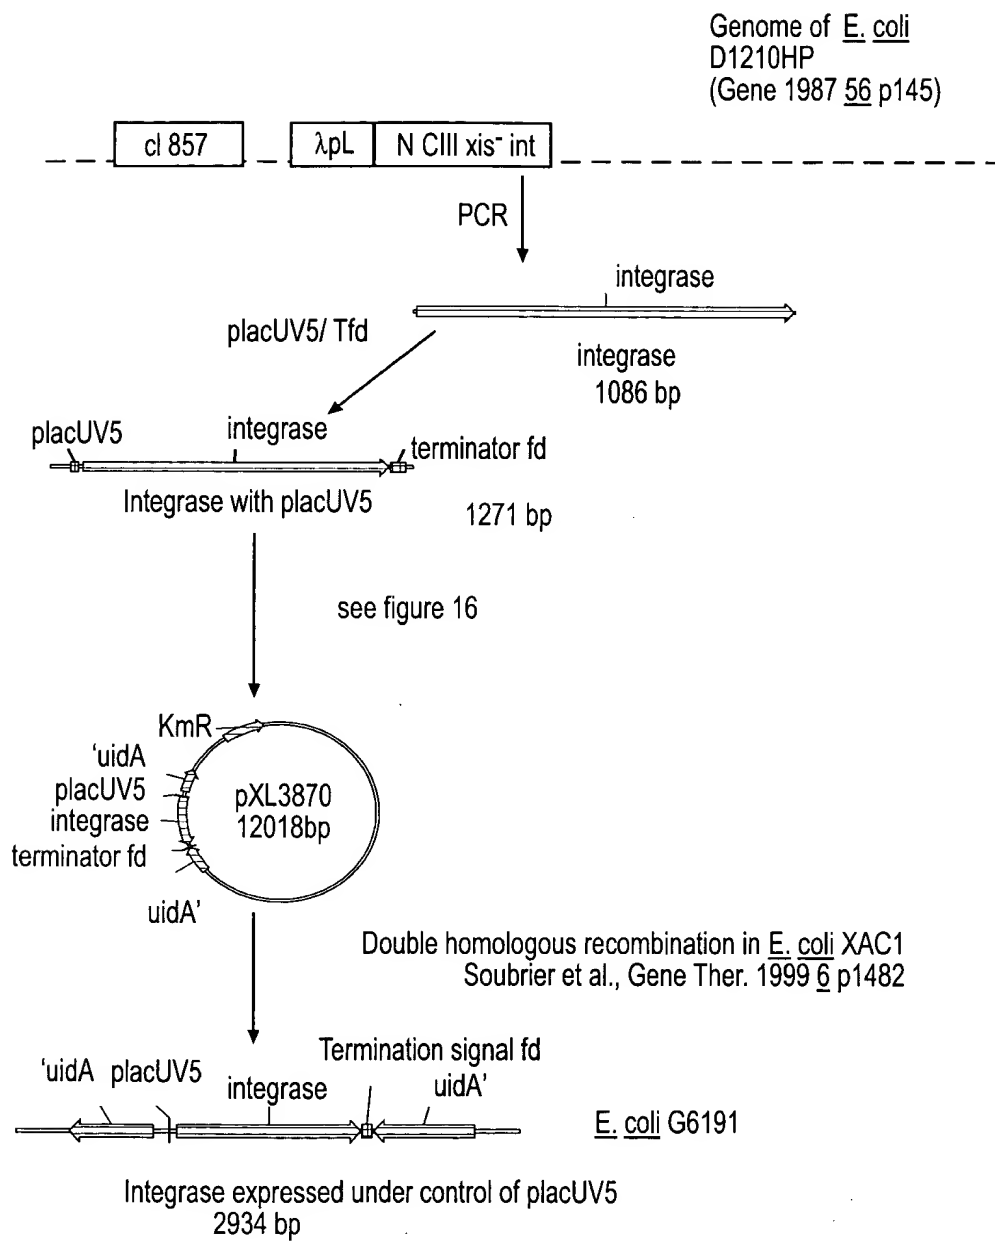 Genome of E. coli
D1210HP
(Gene 1987 56 p145)
cI 857
λpL
N CIII xis- int
PCR
integrase
placUV5/ Tfd
integrase
1086 bp
placUV5
integrase
terminator fd
Integrase with placUV5
1271 bp
see figure 16
KmR
'uidA
placUV5
integrase
terminator fd
uidA'
pXL3870
12018bp
Double homologous recombination in E. coli XAC1
Soubrier et al., Gene Ther. 1999 6 p1482
Termination signal fd
'uidA placUV5
integrase
uidA'
E. coli G6191
Integrase expressed under control of placUV5
2934 bp